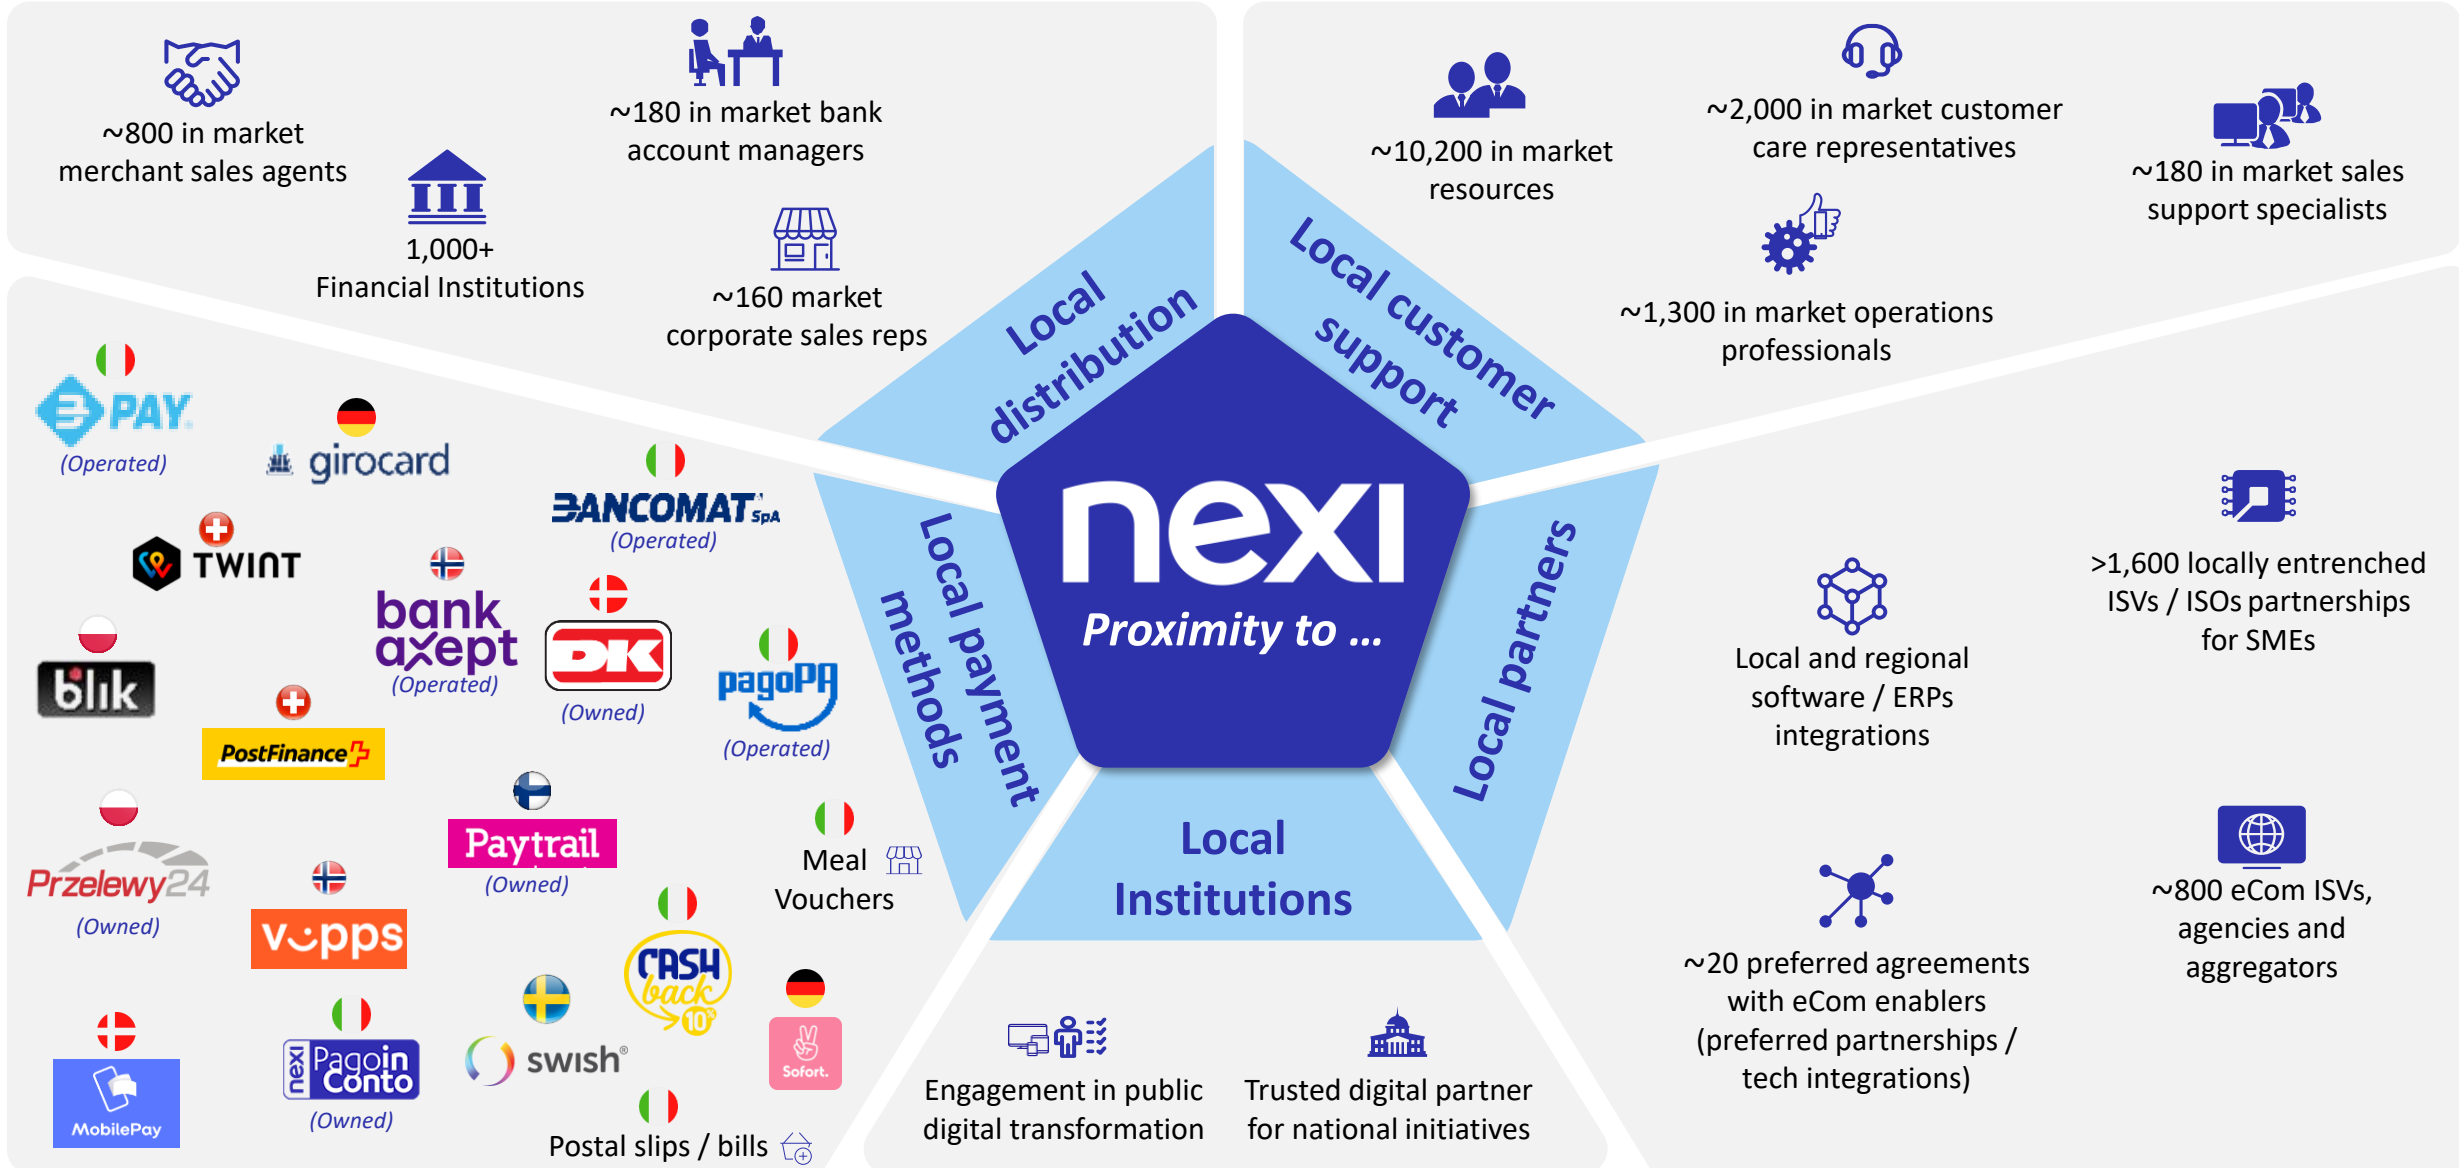 ~800 in market
merchant sales agents
1,000+
Financial Institutions
~180 in market bank
account managers
~160 market
corporate sales reps
Local
distribution
~10,200 in market
resources
~2,000 in market customer
care representatives
~1,300 in market operations
professionals
~180 in market sales
support specialists
Local customer
support
nexi
Proximity to ...
Local payment
methods
PAY
(Operated)
girocard
BANCOMAT SpA
(Operated)
TWINT
bank
axept
(Operated)
DK
(Owned)
pagoPA
(Operated)
blik
PostFinance
Paytrail
(Owned)
Meal
Vouchers
Przelewy24
(Owned)
vipps
CASH
back
10%
Sofort.
MobilePay
nexi
Pagoin
Conto
(Owned)
swish®
Postal slips / bills
Local
Institutions
Engagement in public
digital transformation
Trusted digital partner
for national initiatives
Local partners
Local and regional
software / ERPs
integrations
>1,600 locally entrenched
ISVs / ISOs partnerships
for SMEs
~20 preferred agreements
with eCom enablers
(preferred partnerships /
tech integrations)
~800 eCom ISVs,
agencies and
aggregators